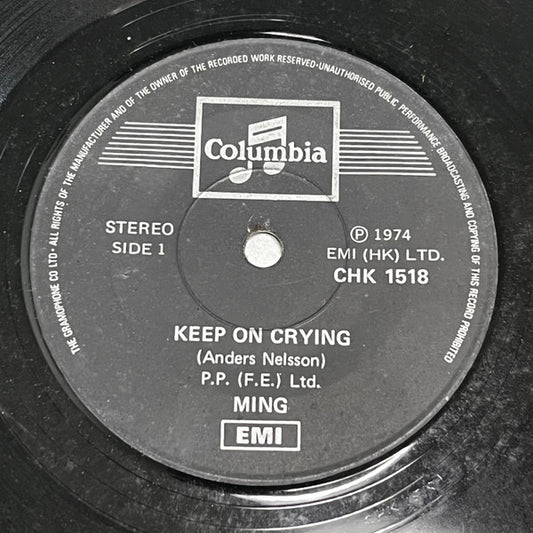 THE GRAMOPHONE CO LTD • ALL RIGHTS OF THE MANUFACTURER AND OF THE OWNER OF THE RECORDED WORK RESERVED • UNAUTHORISED PUBLIC PERFORMANCE BROADCASTING AND COPYING OF THIS RECORD PROHIBITED
Columbia
STEREO
SIDE 1
℗ 1974
EMI (HK) LTD.
CHK 1518
KEEP ON CRYING
(Anders Nelsson)
P.P. (F.E.) Ltd.
MING
EMI